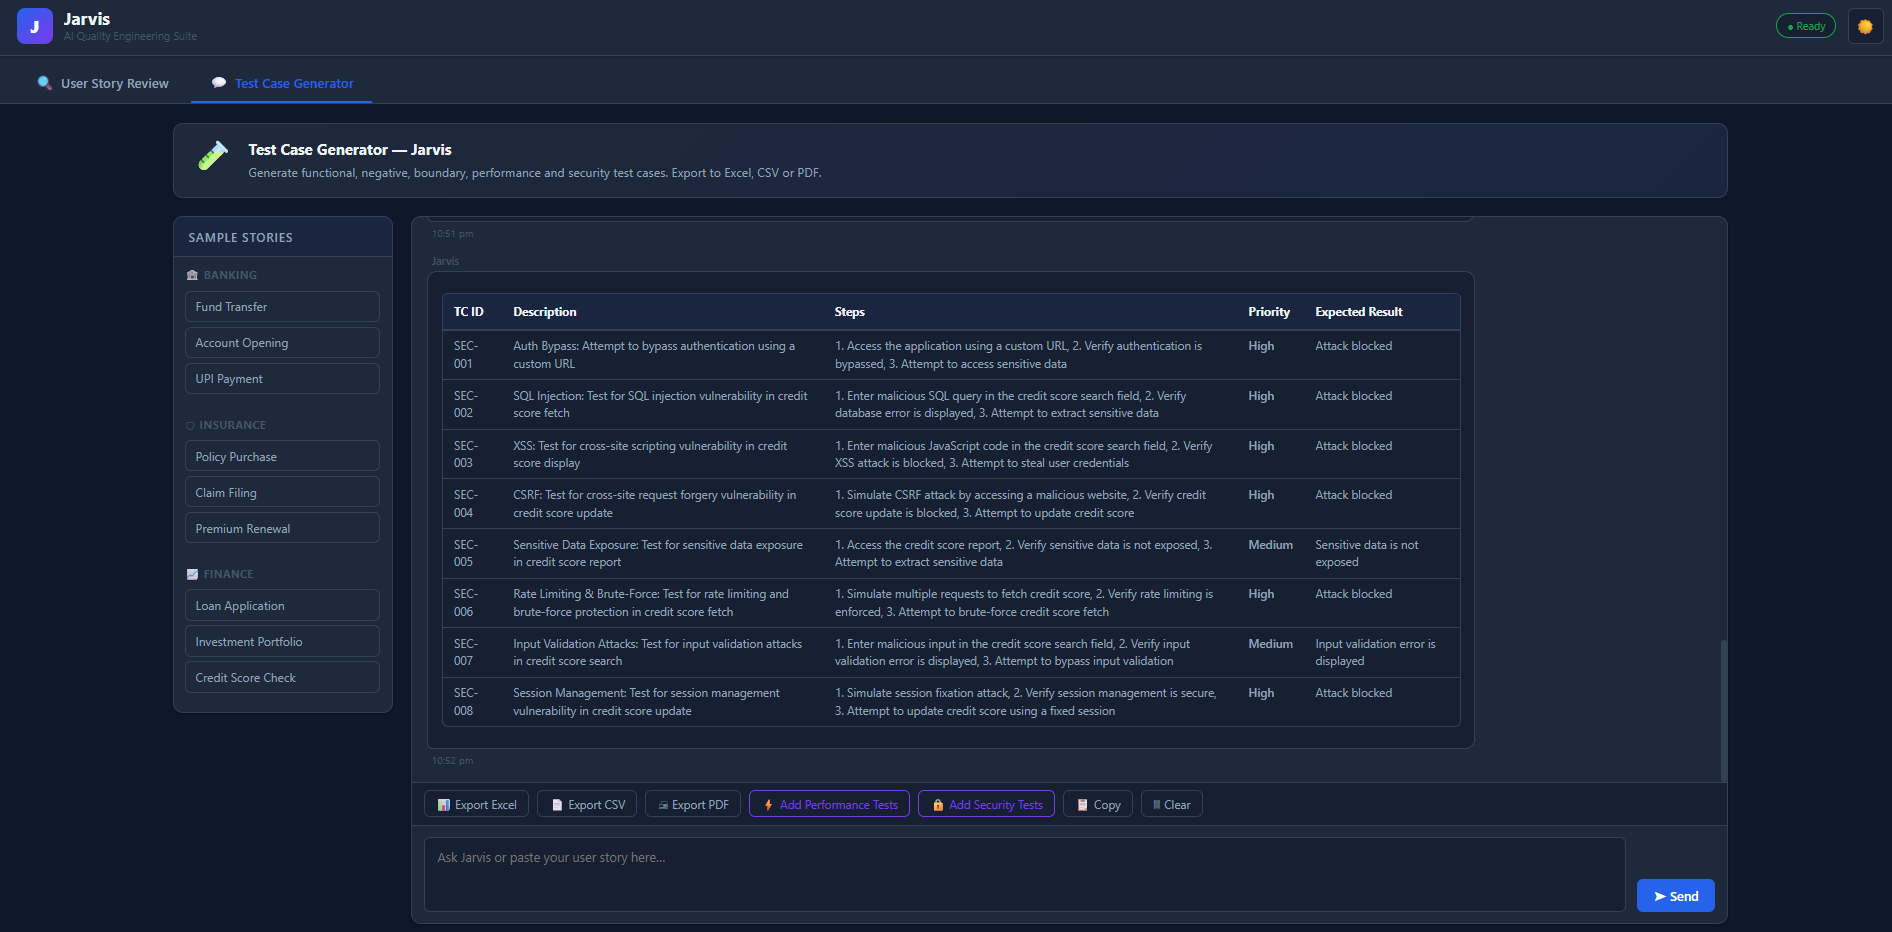 J
Jarvis
AI Quality Engineering Suite
Ready
User Story Review
Test Case Generator
Test Case Generator — Jarvis
Generate functional, negative, boundary, performance and security test cases. Export to Excel, CSV or PDF.
SAMPLE STORIES
BANKING
Fund Transfer
Account Opening
UPI Payment
INSURANCE
Policy Purchase
Claim Filing
Premium Renewal
FINANCE
Loan Application
Investment Portfolio
Credit Score Check
10:51 pm
Jarvis
TC ID Description Steps Priority Expected Result
SEC- Auth Bypass: Attempt to bypass authentication using a 1. Access the application using a custom URL, 2. Verify authentication is High Attack blocked
001 custom URL bypassed, 3. Attempt to access sensitive data
SEC- SQL Injection: Test for SQL injection vulnerability in credit 1. Enter malicious SQL query in the credit score search field, 2. Verify High Attack blocked
002 score fetch database error is displayed, 3. Attempt to extract sensitive data
SEC- XSS: Test for cross-site scripting vulnerability in credit 1. Enter malicious JavaScript code in the credit score search field, 2. Verify High Attack blocked
003 score display XSS attack is blocked, 3. Attempt to steal user credentials
SEC- CSRF: Test for cross-site request forgery vulnerability in 1. Simulate CSRF attack by accessing a malicious website, 2. Verify credit High Attack blocked
004 credit score update score update is blocked, 3. Attempt to update credit score
SEC- Sensitive Data Exposure: Test for sensitive data exposure 1. Access the credit score report, 2. Verify sensitive data is not exposed, 3. Medium Sensitive data is not
005 in credit score report Attempt to extract sensitive data exposed
SEC- Rate Limiting & Brute-Force: Test for rate limiting and 1. Simulate multiple requests to fetch credit score, 2. Verify rate limiting is High Attack blocked
006 brute-force protection in credit score fetch enforced, 3. Attempt to brute-force credit score fetch
SEC- Input Validation Attacks: Test for input validation attacks 1. Enter malicious input in the credit score search field, 2. Verify input Medium Input validation error is
007 in credit score search validation error is displayed, 3. Attempt to bypass input validation displayed
SEC- Session Management: Test for session management 1. Simulate session fixation attack, 2. Verify session management is secure, High Attack blocked
008 vulnerability in credit score update 3. Attempt to update credit score using a fixed session
10:52 pm
Export Excel Export CSV Export PDF Add Performance Tests Add Security Tests Copy Clear
Ask Jarvis or paste your user story here...
Send